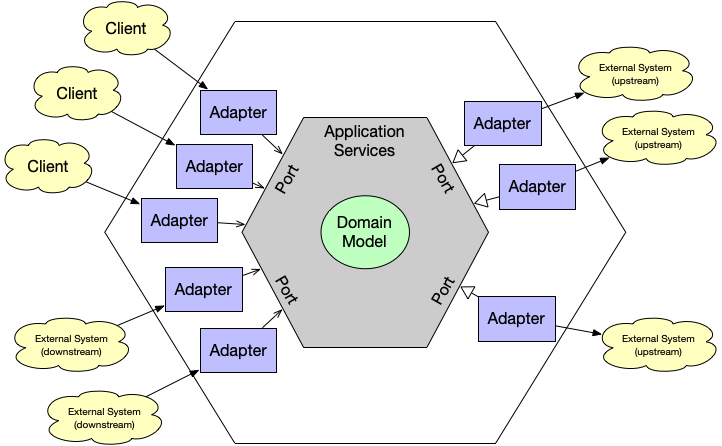 Client
Client
Client
Adapter
Adapter
Adapter
Adapter
Adapter
External System
(downstream)
External System
(downstream)
Application
Services
Port
Port
Domain
Model
Port
Port
Adapter
Adapter
Adapter
External System
(upstream)
External System
(upstream)
External System
(upstream)